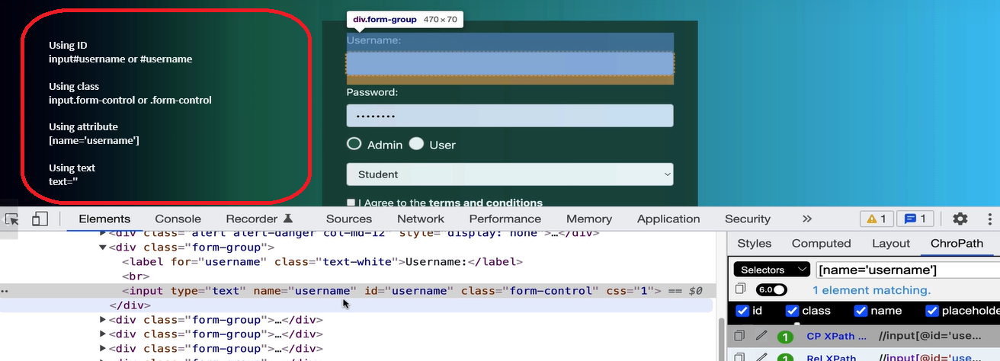 Using ID
input#username or #username
Using class
input.form-control or .form-control
Using attribute
[name='username']
Using text
text=''
div.form-group 470 × 70
Username:
Password:
Admin User
Student
I Agree to the terms and conditions
Elements Console Recorder Sources Network Performance Memory Application Security » 1 1
<div class="alert alert-danger col-md-12" style="display: none">…</div>
<div class="form-group">
<label for="username" class="text-white">Username:</label>
<br>
<input type="text" name="username" id="username" class="form-control" css="1"> == $0
</div>
<div class="form-group">…</div>
<div class="form-group">…</div>
<div class="form-group">…</div>
Styles Computed Layout ChroPath
Selectors [name='username']
6.0 1 element matching.
id class name placeholde
1 CP XPath ... //input[@id='use...
1 Rel XPath //input[@id='use...